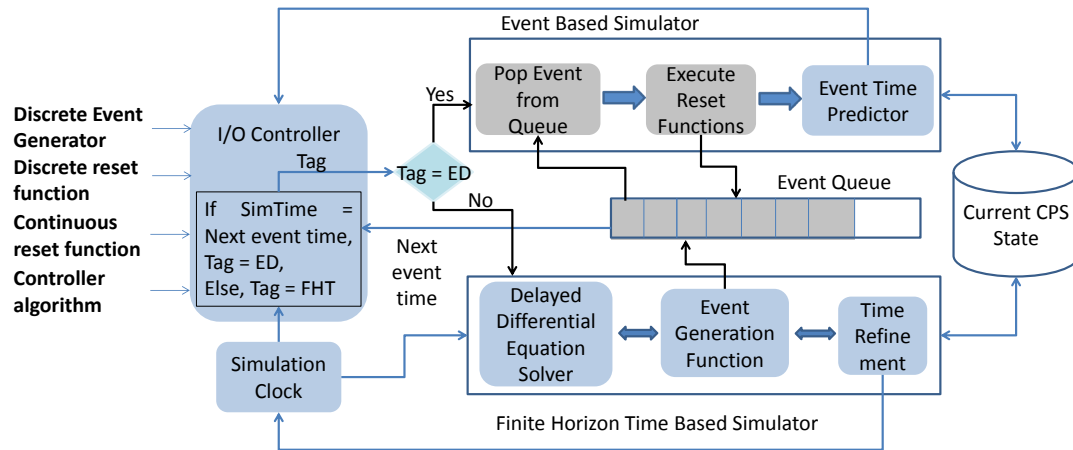 Event Based Simulator
Pop Event
from
Queue
Execute
Reset
Functions
Event Time
Predictor
Yes
Discrete Event
Generator
Discrete reset
function
Continuous
reset function
Controller
algorithm
I/O Controller
Tag
Tag = ED
No
If SimTime =
Next event time,
Tag = ED,
Else, Tag = FHT
Next
event
time
Event Queue
Current CPS
State
Delayed
Differential
Equation
Solver
Event
Generation
Function
Time
Refine
ment
Simulation
Clock
Finite Horizon Time Based Simulator